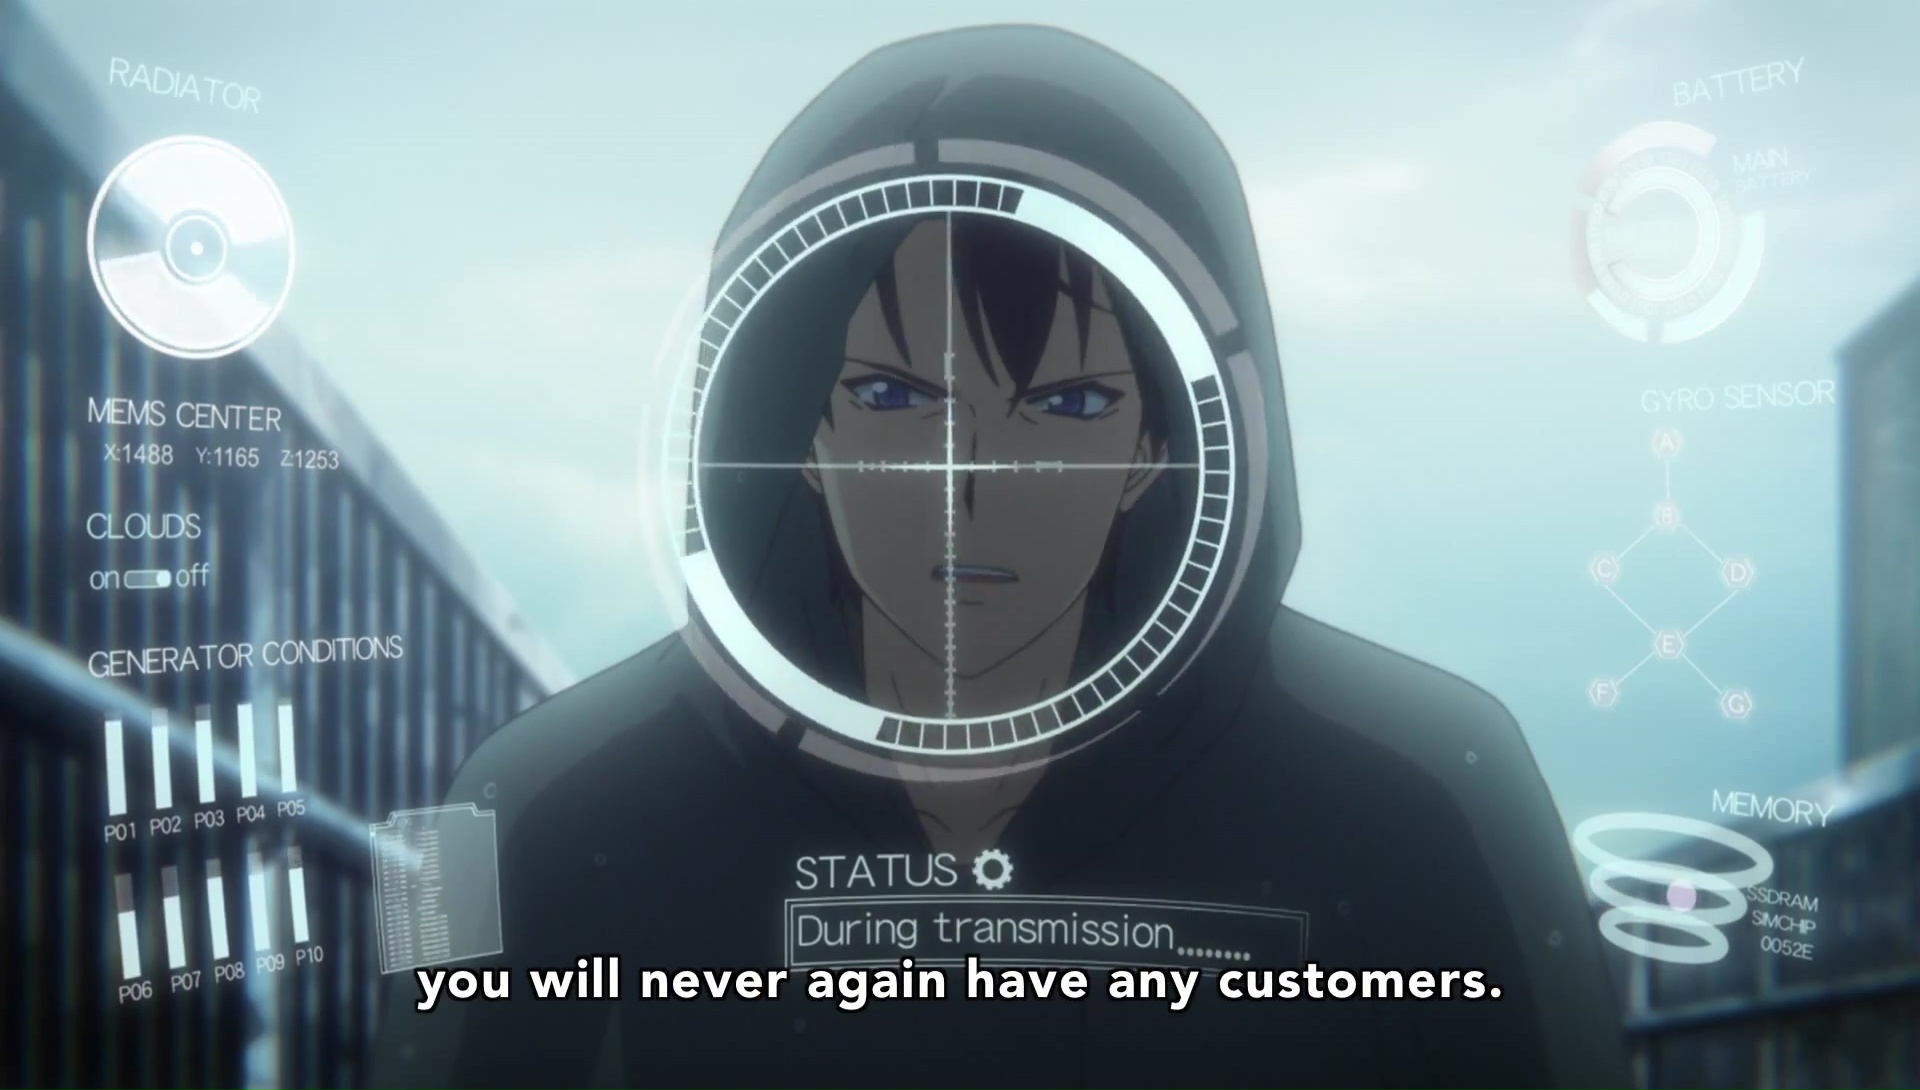 RADIATOR
MEMS CENTER
X:1488 Y:1165 Z:1253
CLOUDS
on off
GENERATOR CONDITIONS
P01 P02 P03 P04 P05
P06 P07 P08 P09 P10
STATUS
During transmission........
you will never again have any customers.
BATTERY
MAIN
BATTERY
GYRO SENSOR
A
B
C D
E
F G
MEMORY
SSDRAM
SIMCHIP
0052E